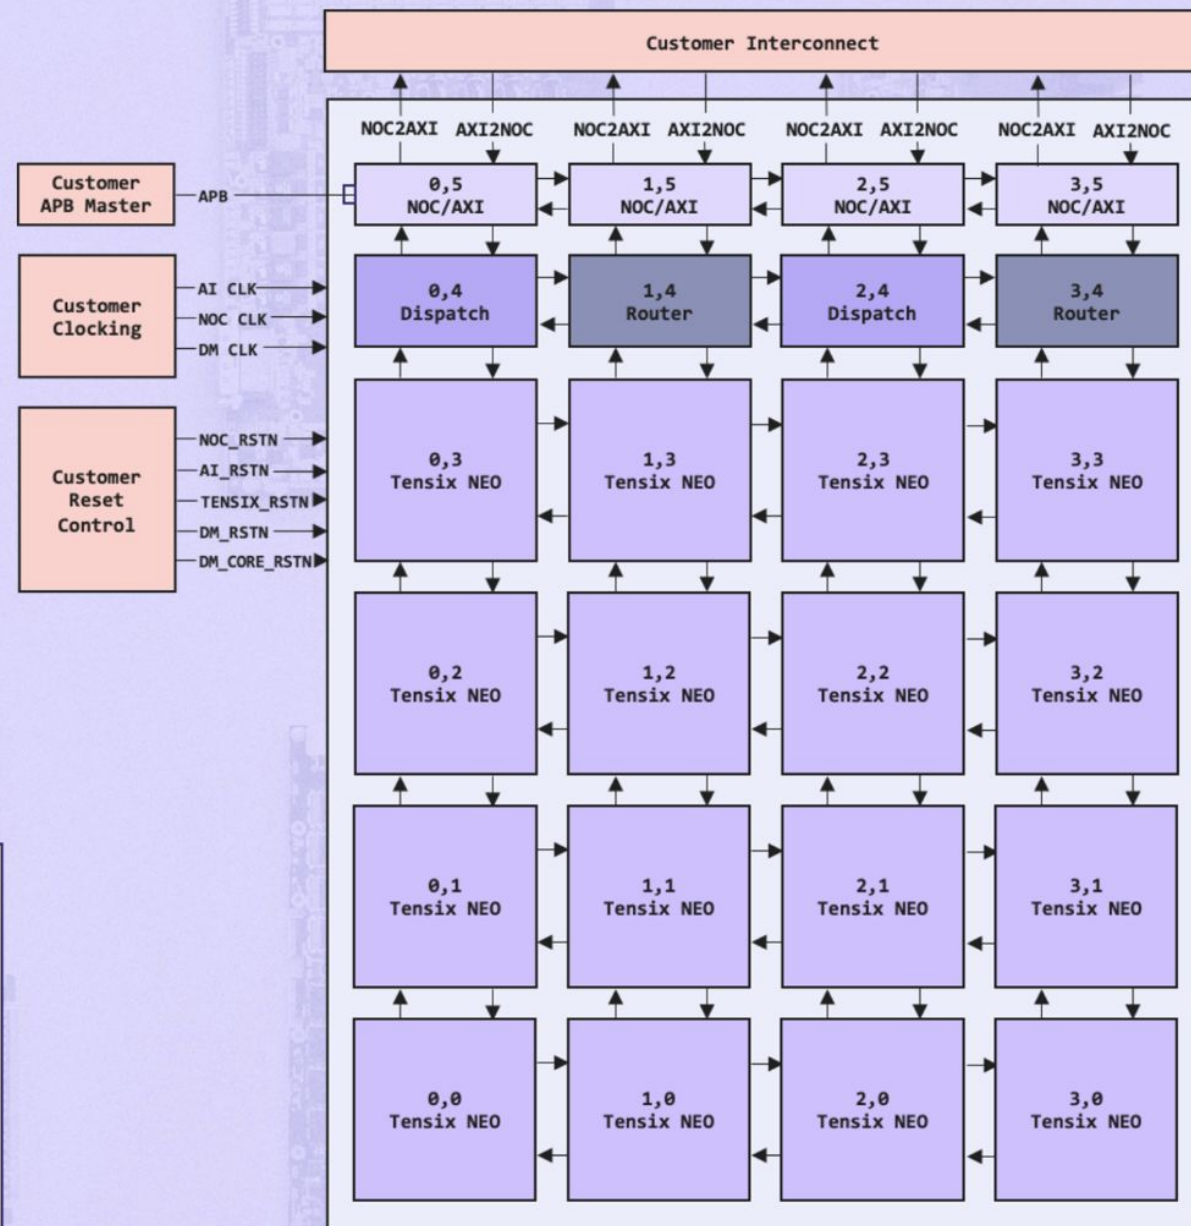 Customer Interconnect
NOC2AXI AXI2NOC NOC2AXI AXI2NOC NOC2AXI AXI2NOC NOC2AXI AXI2NOC
Customer
APB Master
APB
0,5
NOC/AXI
1,5
NOC/AXI
2,5
NOC/AXI
3,5
NOC/AXI
Customer
Clocking
AI CLK
NOC CLK
DM CLK
0,4
Dispatch
1,4
Router
2,4
Dispatch
3,4
Router
Customer
Reset
Control
NOC_RSTN
AI_RSTN
TENSIX_RSTN
DM_RSTN
DM_CORE_RSTN
0,3
Tensix NEO
1,3
Tensix NEO
2,3
Tensix NEO
3,3
Tensix NEO
0,2
Tensix NEO
1,2
Tensix NEO
2,2
Tensix NEO
3,2
Tensix NEO
0,1
Tensix NEO
1,1
Tensix NEO
2,1
Tensix NEO
3,1
Tensix NEO
0,0
Tensix NEO
1,0
Tensix NEO
2,0
Tensix NEO
3,0
Tensix NEO